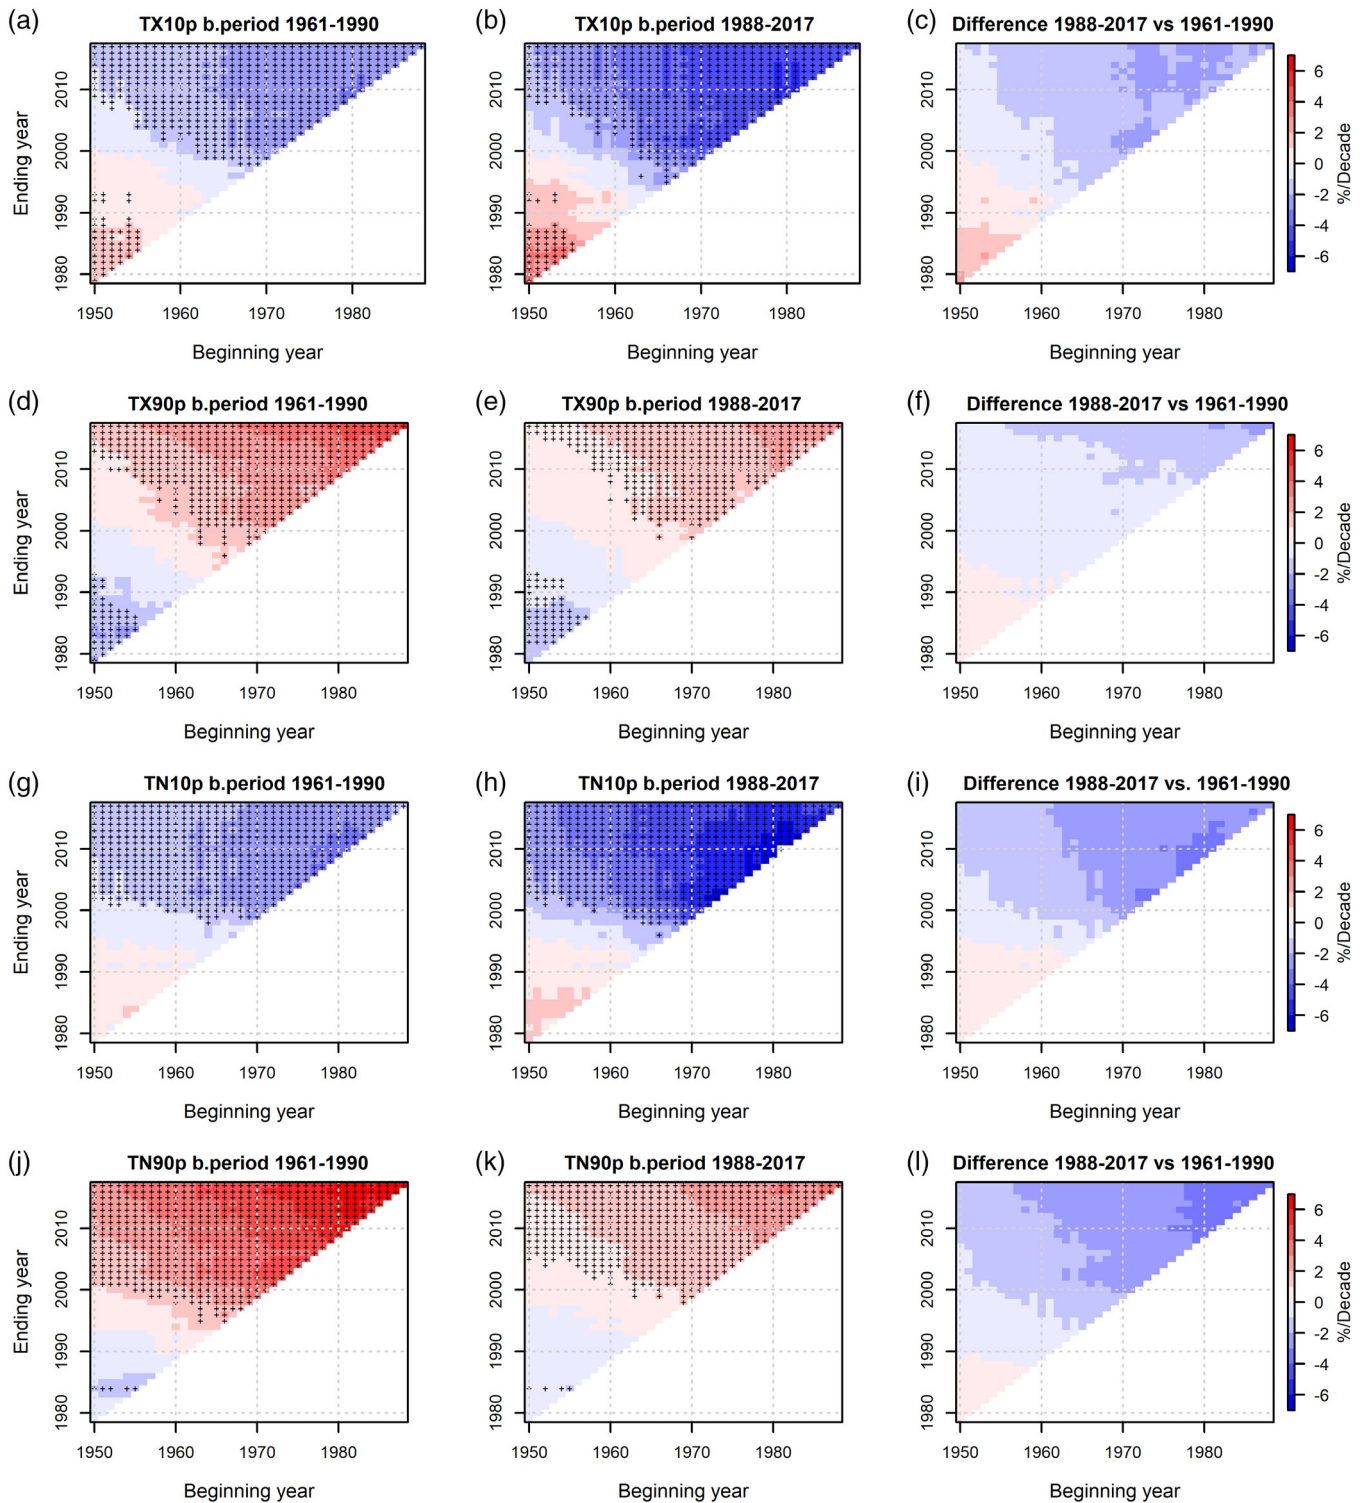 (a) TX10p b.period 1961-1990
(b) TX10p b.period 1988-2017
(c) Difference 1988-2017 vs 1961-1990
Ending year
1980 1990 2000 2010
1950 1960 1970 1980
Beginning year
1980 1990 2000 2010
1950 1960 1970 1980
Beginning year
1980 1990 2000 2010
1950 1960 1970 1980
6
4
2
0
-2
-4
-6
%/Decade
(d) TX90p b.period 1961-1990
(e) TX90p b.period 1988-2017
(f) Difference 1988-2017 vs 1961-1990
Ending year
1980 1990 2000 2010
1950 1960 1970 1980
Beginning year
1980 1990 2000 2010
1950 1960 1970 1980
Beginning year
1980 1990 2000 2010
1950 1960 1970 1980
Beginning year
6
4
2
0
-2
-4
-6
%/Decade
(g) TN10p b.period 1961-1990
(h) TN10p b.period 1988-2017
(i) Difference 1988-2017 vs. 1961-1990
Ending year
1980 1990 2000 2010
1950 1960 1970 1980
Beginning year
1980 1990 2000 2010
1950 1960 1970 1980
Beginning year
1980 1990 2000 2010
1950 1960 1970 1980
Beginning year
6
4
2
0
-2
-4
-6
%/Decade
(j) TN90p b.period 1961-1990
(k) TN90p b.period 1988-2017
(l) Difference 1988-2017 vs 1961-1990
Ending year
1980 1990 2000 2010
1950 1960 1970 1980
Beginning year
1980 1990 2000 2010
1950 1960 1970 1980
Beginning year
1980 1990 2000 2010
1950 1960 1970 1980
Beginning year
6
4
2
0
-2
-4
-6
%/Decade